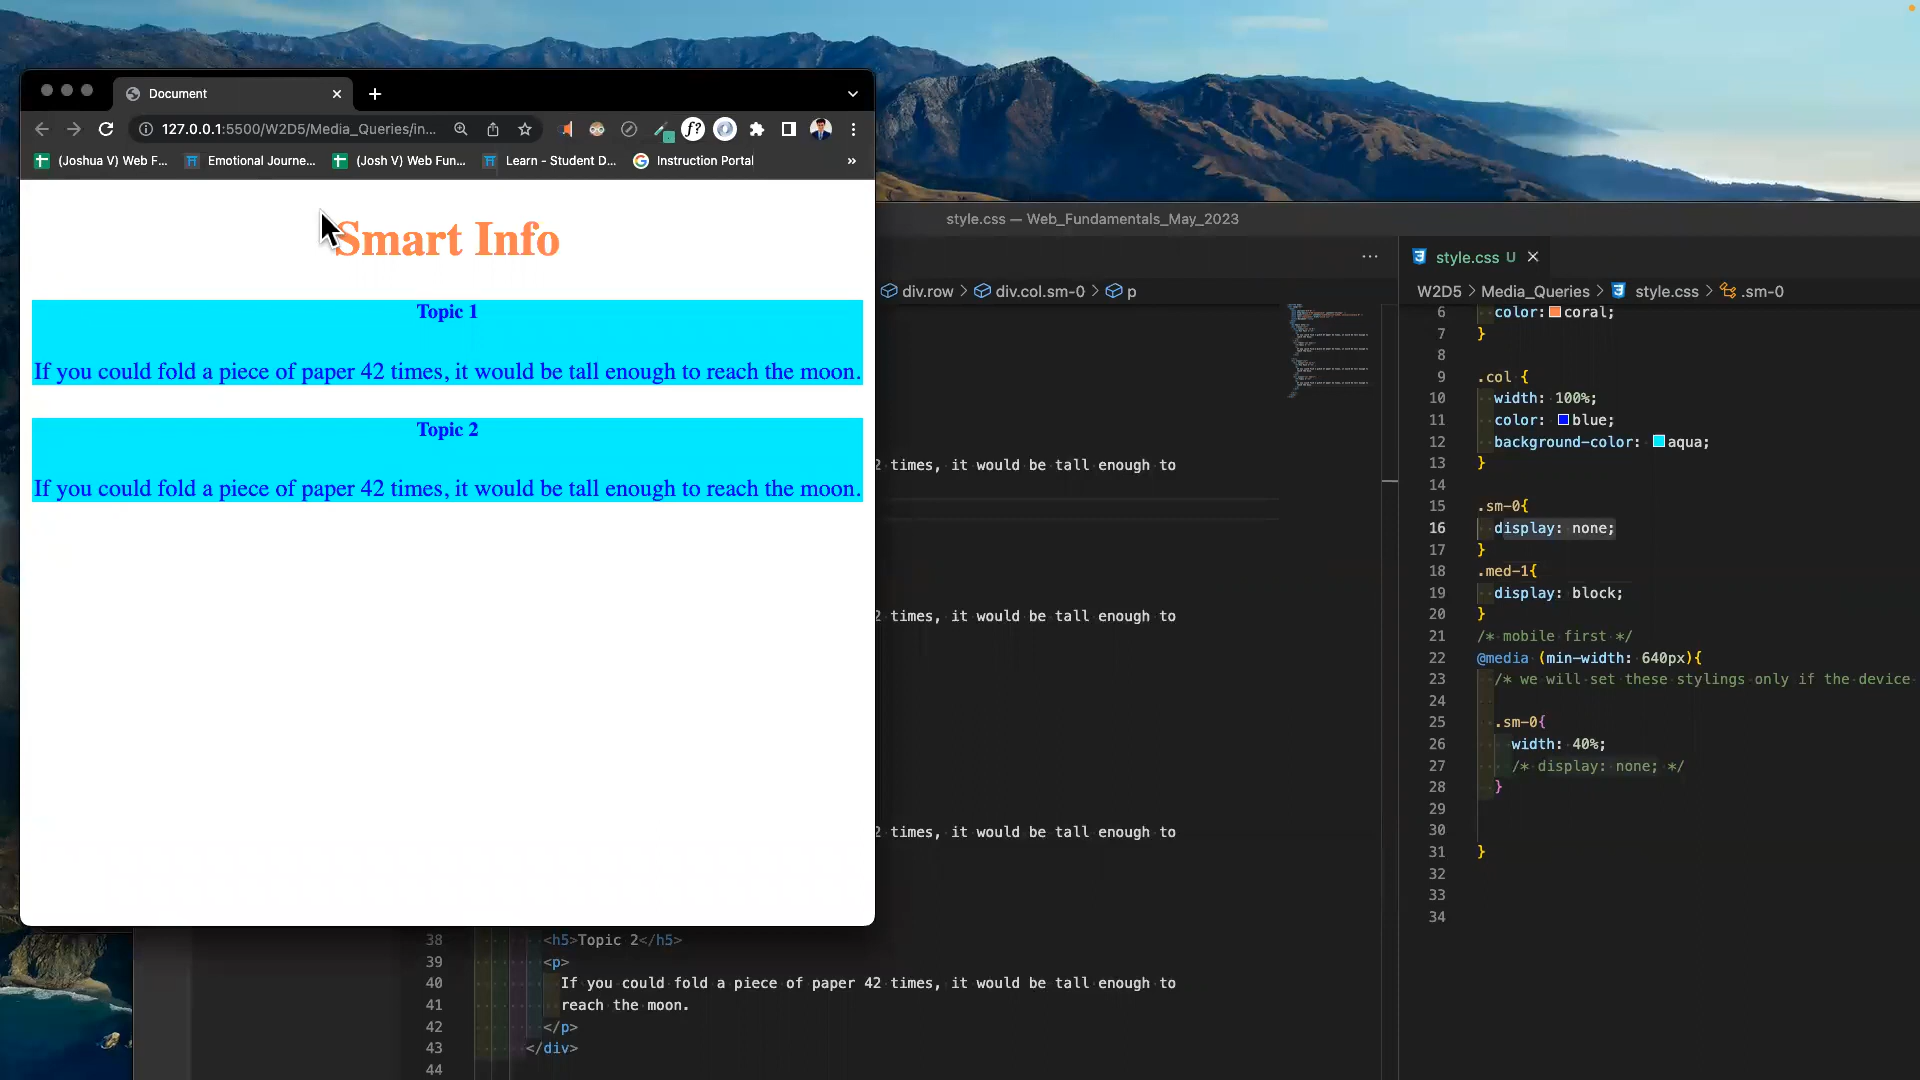 Document
127.0.0.1:5500/W2D5/Media_Queries/in...
(Joshua V) Web F...
Emotional Journe...
(Josh V) Web Fun...
Learn - Student D...
Instruction Portal
»
Smart Info
Topic 1
If you could fold a piece of paper 42 times, it would be tall enough to reach the moon.
Topic 2
If you could fold a piece of paper 42 times, it would be tall enough to reach the moon.
style.css — Web_Fundamentals_May_2023
div.row > div.col.sm-0 > p
2 times, it would be tall enough to
2 times, it would be tall enough to
2 times, it would be tall enough to
38 <h5>Topic 2</h5>
39 <p>
40 If you could fold a piece of paper 42 times, it would be tall enough to
41 reach the moon.
42 </p>
43 </div>
44
style.css U
W2D5 > Media_Queries > style.css > .sm-0
6 color: coral;
7 }
8
9 .col {
10 width: 100%;
11 color: blue;
12 background-color: aqua;
13 }
14
15 .sm-0{
16 display: none;
17 }
18 .med-1{
19 display: block;
20 }
21 /* mobile first */
22 @media (min-width: 640px){
23 /* we will set these stylings only if the device
24
25 .sm-0{
26 width: 40%;
27 /* display: none; */
28 }
29
30
31 }
32
33
34